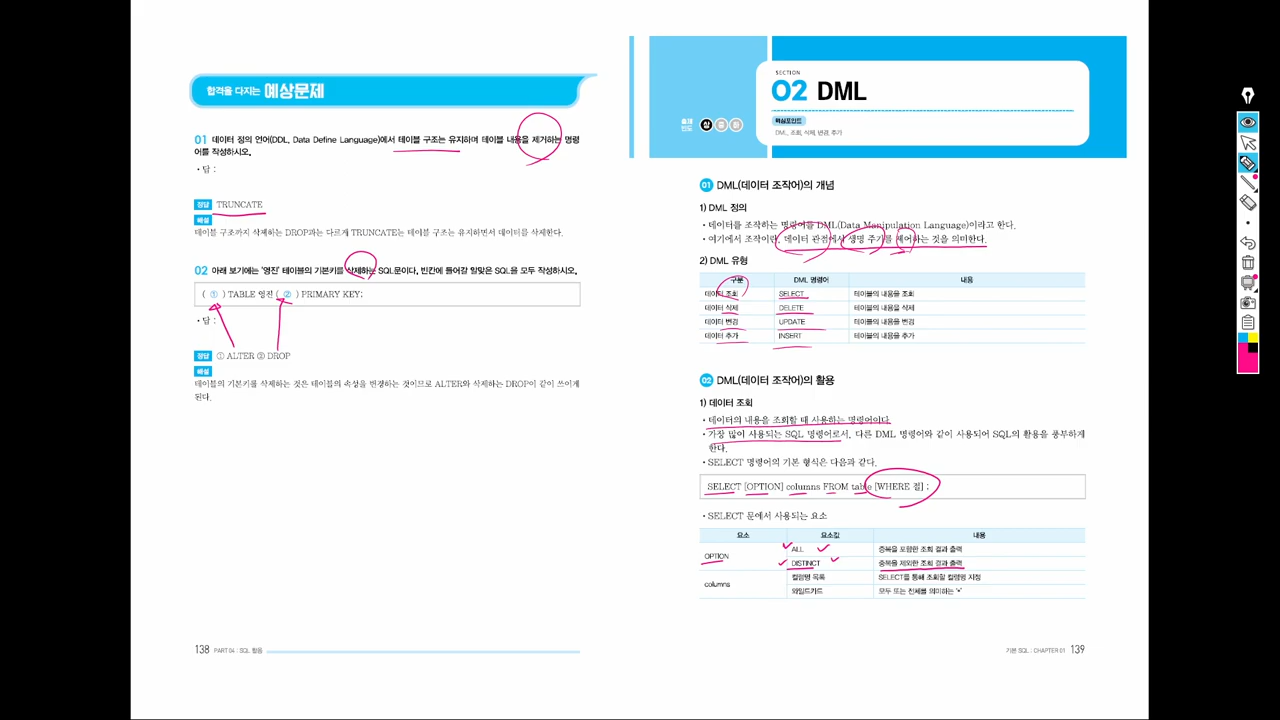 합격을 다지는 예상문제
01 데이터 정의 언어(DDL, Data Define Language)에서 테이블 구조는 유지하며 테이블 내용을 제거하는 명령
어를 작성하시오.
• 답 :
정답 TRUNCATE
해설
테이블 구조까지 삭제하는 DROP과는 다르게 TRUNCATE는 테이블 구조는 유지하면서 데이터를 삭제한다.
02 아래 보기에는 '영진' 테이블의 기본키를 삭제하는 SQL문이다. 빈칸에 들어갈 알맞은 SQL을 모두 작성하시오.
( ① ) TABLE 영진 ( ② ) PRIMARY KEY;
• 답 :
정답 ① ALTER ② DROP
해설
테이블의 기본키를 삭제하는 것은 테이블의 속성을 변경하는 것이므로 ALTER와 삭제하는 DROP이 같이 쓰이게
된다.
138 PART 04 : SQL 활용
SECTION
02 DML
출제
빈도 상 중 하
핵심포인트
DML, 조회, 삭제, 변경, 추가
01 DML(데이터 조작어)의 개념
1) DML 정의
• 데이터를 조작하는 명령어를 DML(Data Manipulation Language)이라고 한다.
• 여기에서 조작이란, 데이터 관점에서 생명 주기를 제어하는 것을 의미한다.
2) DML 유형
구분 DML 명령어 내용
데이터 조회 SELECT 테이블의 내용을 조회
데이터 삭제 DELETE 테이블의 내용을 삭제
데이터 변경 UPDATE 테이블의 내용을 변경
데이터 추가 INSERT 테이블의 내용을 추가
02 DML(데이터 조작어)의 활용
1) 데이터 조회
• 데이터의 내용을 조회할 때 사용하는 명령어이다.
• 가장 많이 사용되는 SQL 명령어로서, 다른 DML 명령어와 같이 사용되어 SQL의 활용을 풍부하게
한다.
• SELECT 명령어의 기본 형식은 다음과 같다.
SELECT [OPTION] columns FROM table [WHERE 절] ;
• SELECT 문에서 사용되는 요소
요소 요소값 내용
OPTION ALL 중복을 포함한 조회 결과 출력
DISTINCT 중복을 제외한 조회 결과 출력
columns 컬럼명 목록 SELECT를 통해 조회할 컬럼명 지정
와일드카드 모두 또는 전체를 의미하는 '*'
기본 SQL : CHAPTER 01 139